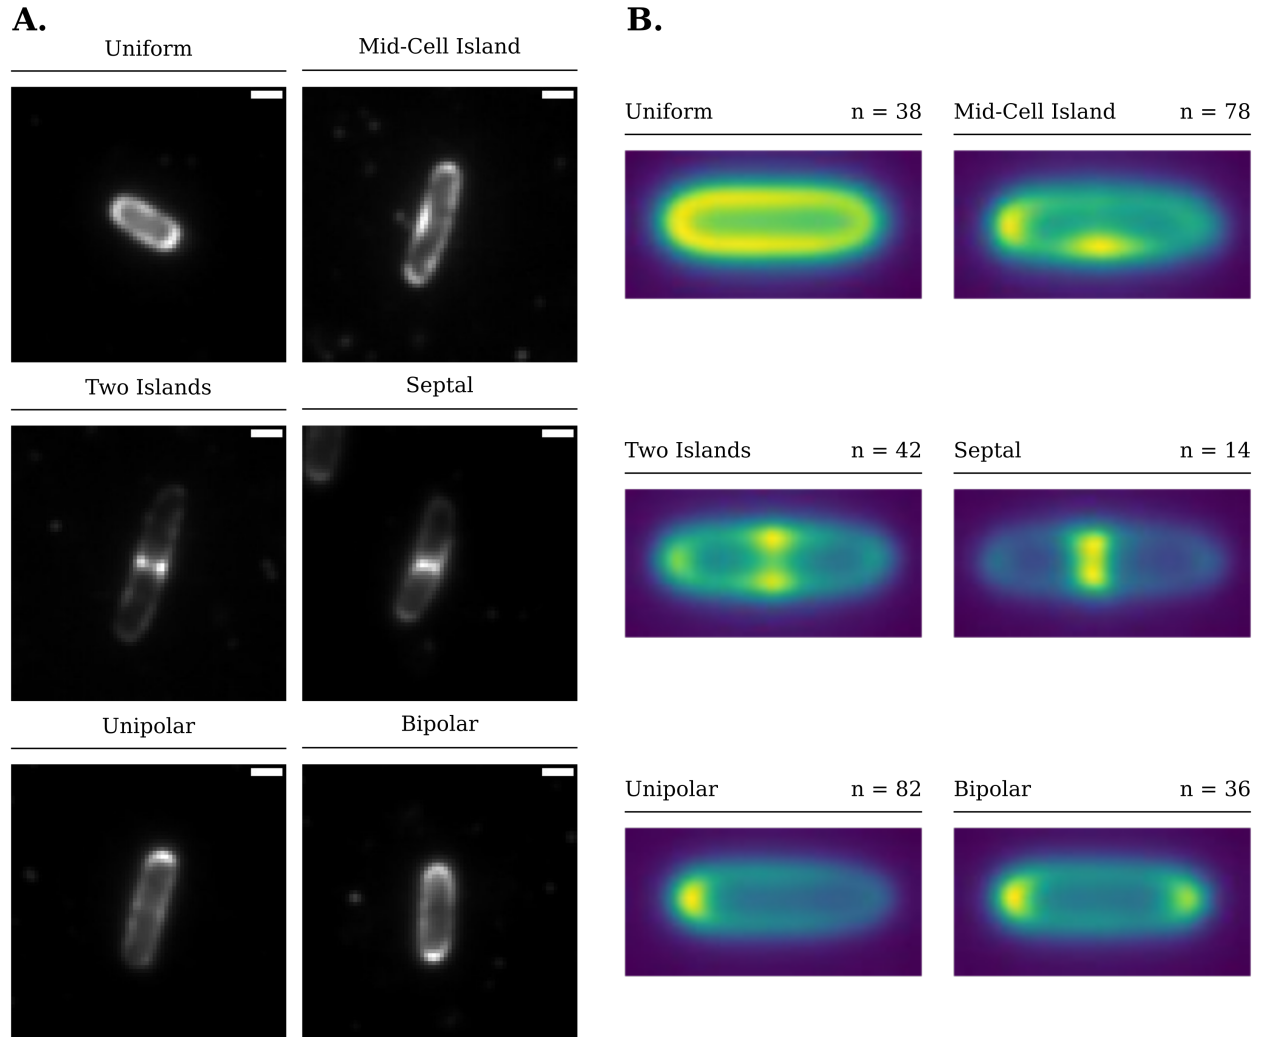 A.
B.
Uniform
Mid-Cell Island
Uniform n = 38
Mid-Cell Island n = 78
Two Islands
Septal
Two Islands n = 42
Septal n = 14
Unipolar
Bipolar
Unipolar n = 82
Bipolar n = 36